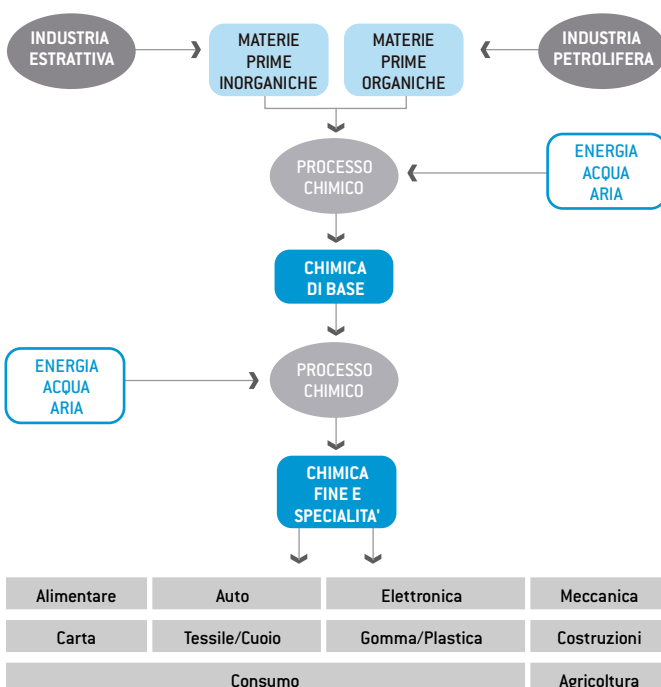 INDUSTRIA
ESTRATTIVA
MATERIE
PRIME
INORGANICHE
MATERIE
PRIME
ORGANICHE
INDUSTRIA
PETROLIFERA
PROCESSO
CHIMICO
ENERGIA
ACQUA
ARIA
CHIMICA
DI BASE
ENERGIA
ACQUA
ARIA
PROCESSO
CHIMICO
CHIMICA
FINE E
SPECIALITA'
Alimentare
Auto
Elettronica
Meccanica
Carta
Tessile/Cuoio
Gomma/Plastica
Costruzioni
Consumo
Agricoltura